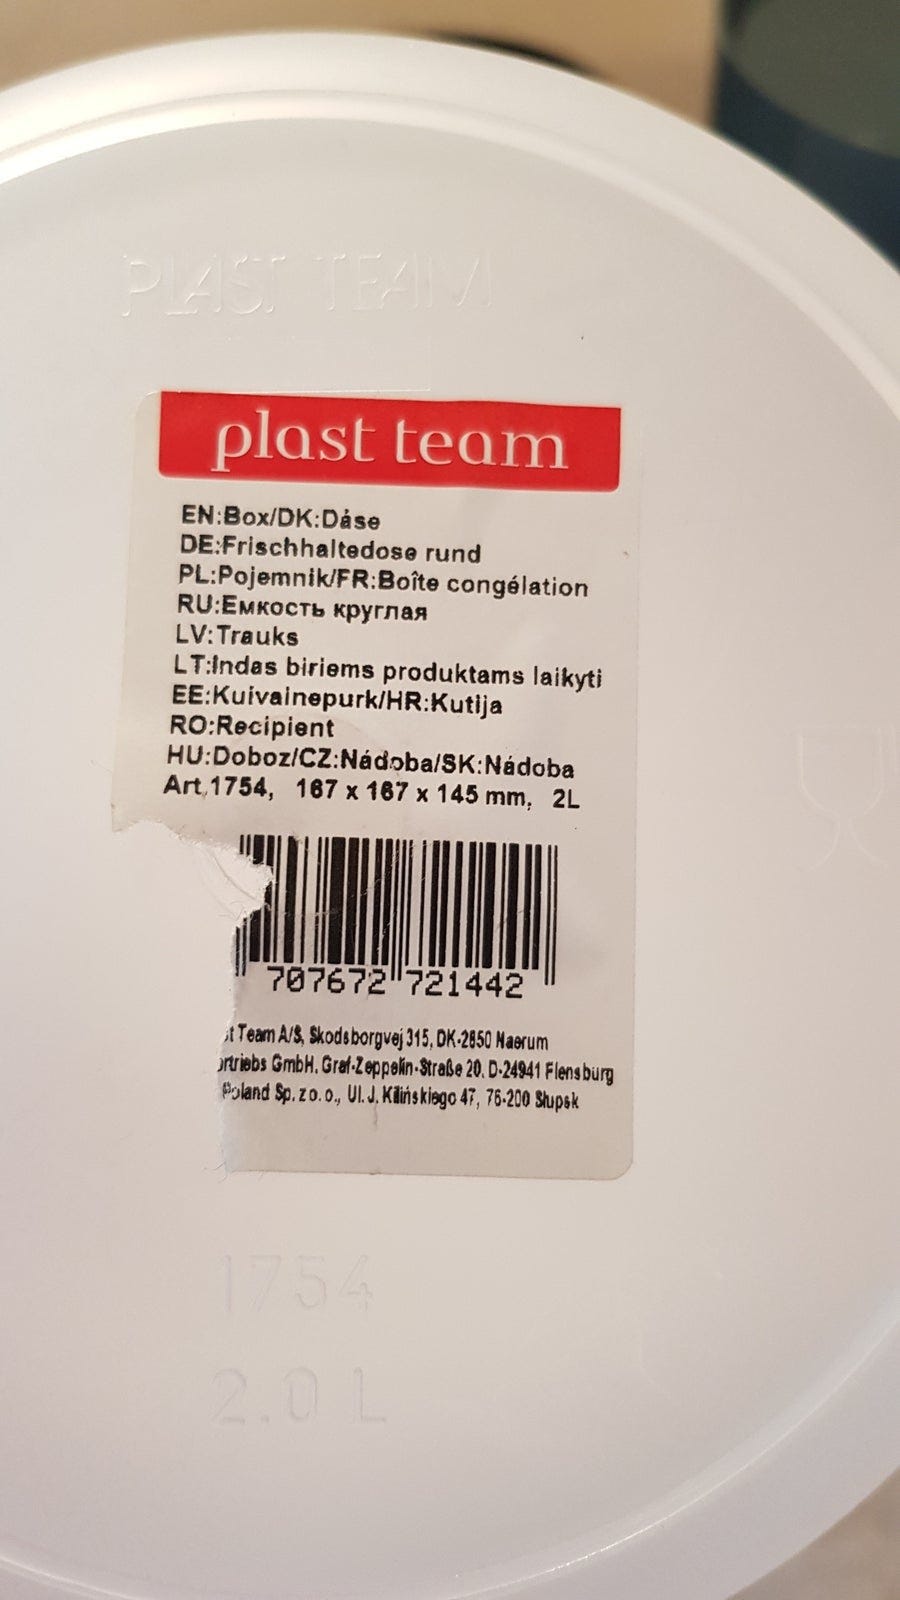 PLAST TEAM
plast team
EN:Box/DK:Dåse
DE:Frischhaltedose rund
PL:Pojemnik/FR:Boîte congélation
RU:Емкость круглая
LV:Trauks
LT:Indas biriems produktams laikyti
EE:Kuivainepurk/HR:Kutija
RO:Recipient
HU:Doboz/CZ:Nádoba/SK:Nádoba
Art.1754, 167 x 167 x 145 mm, 2L
707672 721442
st Team A/S, Skodsborgvej 315, DK-2850 Naerum
ertriebs GmbH. Graf-Zeppelin-Straße 20. D-24941 Flensburg
Poland Sp. z o. o., Ul. J. Kilińskiego 47, 76-200 Słupsk
1754
2.0 L